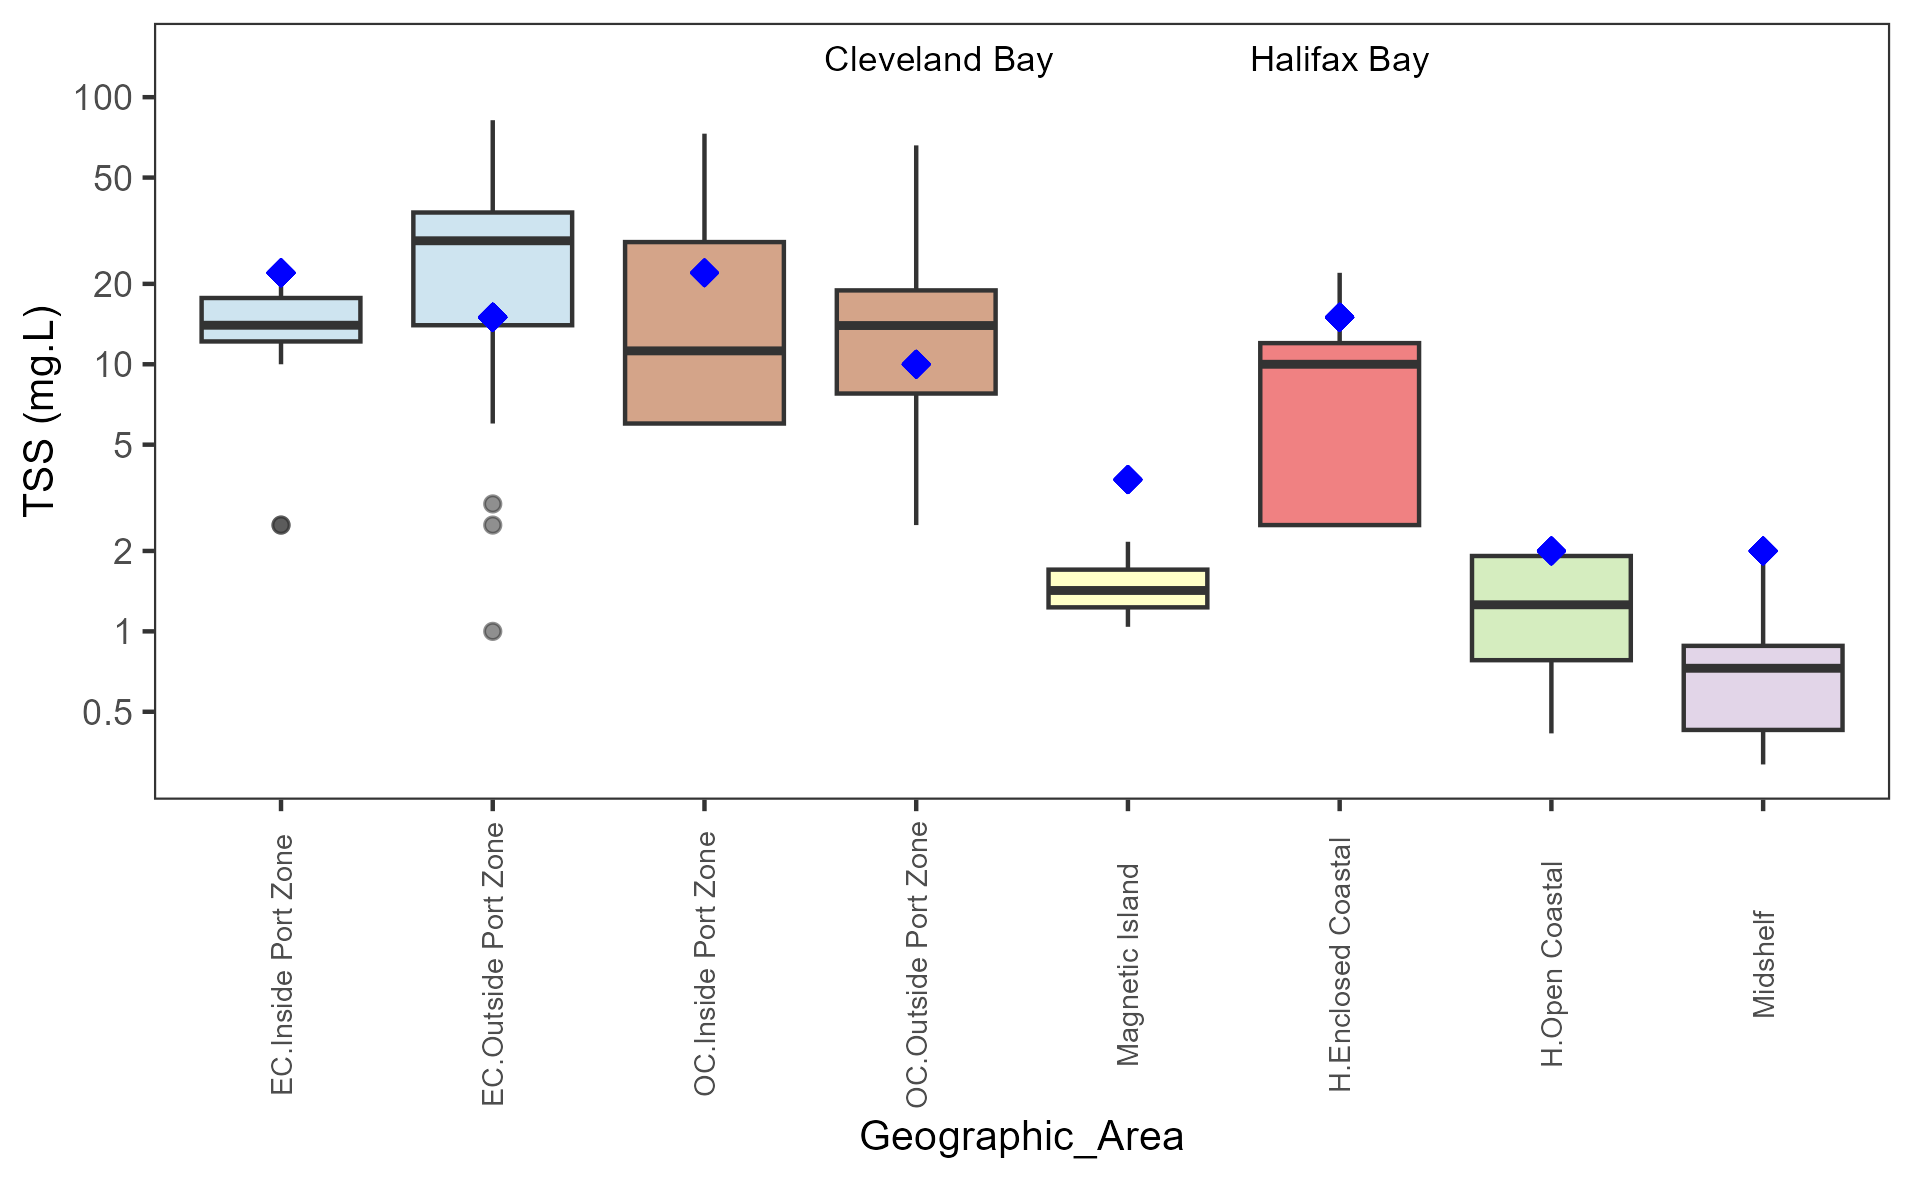 Cleveland Bay
Halifax Bay
100
50
20
10
5
2
1
0.5
TSS (mg.L)
EC.Inside Port Zone
EC.Outside Port Zone
OC.Inside Port Zone
OC.Outside Port Zone
Magnetic Island
H.Enclosed Coastal
H.Open Coastal
Midshelf
Geographic_Area